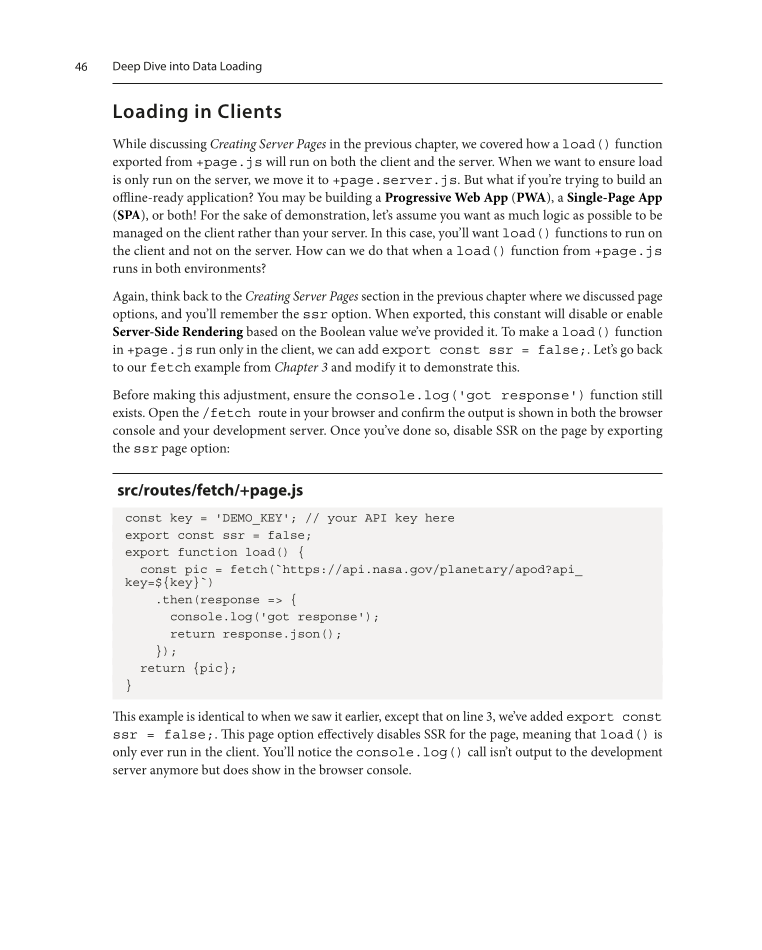 46 Deep Dive into Data Loading
Loading in Clients
While discussing Creating Server Pages in the previous chapter, we covered how a load() function
exported from +page.js will run on both the client and the server. When we want to ensure load
is only run on the server, we move it to +page.server.js. But what if you’re trying to build an
offline-ready application? You may be building a Progressive Web App (PWA), a Single-Page App
(SPA), or both! For the sake of demonstration, let’s assume you want as much logic as possible to be
managed on the client rather than your server. In this case, you’ll want load() functions to run on
the client and not on the server. How can we do that when a load() function from +page.js
runs in both environments?
Again, think back to the Creating Server Pages section in the previous chapter where we discussed page
options, and you’ll remember the ssr option. When exported, this constant will disable or enable
Server-Side Rendering based on the Boolean value we’ve provided it. To make a load() function
in +page.js run only in the client, we can add export const ssr = false;. Let’s go back
to our fetch example from Chapter 3 and modify it to demonstrate this.
Before making this adjustment, ensure the console.log('got response') function still
exists. Open the /fetch route in your browser and confirm the output is shown in both the browser
console and your development server. Once you’ve done so, disable SSR on the page by exporting
the ssr page option:
src/routes/fetch/+page.js
const key = 'DEMO_KEY'; // your API key here
export const ssr = false;
export function load() {
  const pic = fetch(`https://api.nasa.gov/planetary/apod?api_
key=${key}`)
    .then(response => {
      console.log('got response');
      return response.json();
    });
  return {pic};
}
This example is identical to when we saw it earlier, except that on line 3, we’ve added export const
ssr = false;. This page option effectively disables SSR for the page, meaning that load() is
only ever run in the client. You’ll notice the console.log() call isn’t output to the development
server anymore but does show in the browser console.